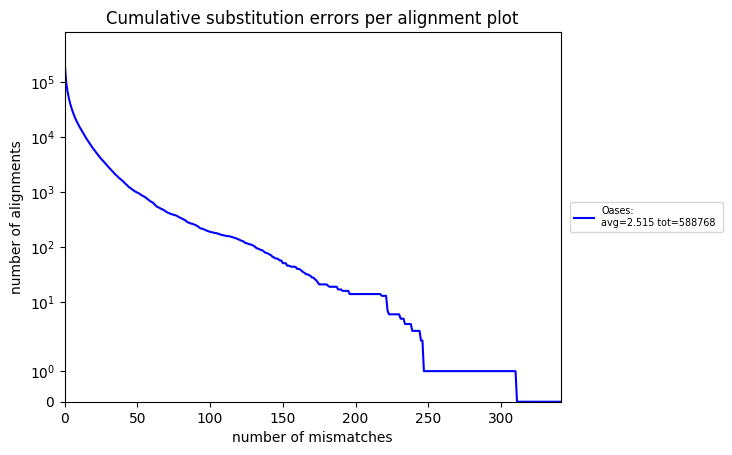 Cumulative substitution errors per alignment plot
number of alignments
10^5
10^4
10^3
10^2
10^1
10^0
0
0 50 100 150 200 250 300
number of mismatches
Oases:
avg=2.515 tot=588768